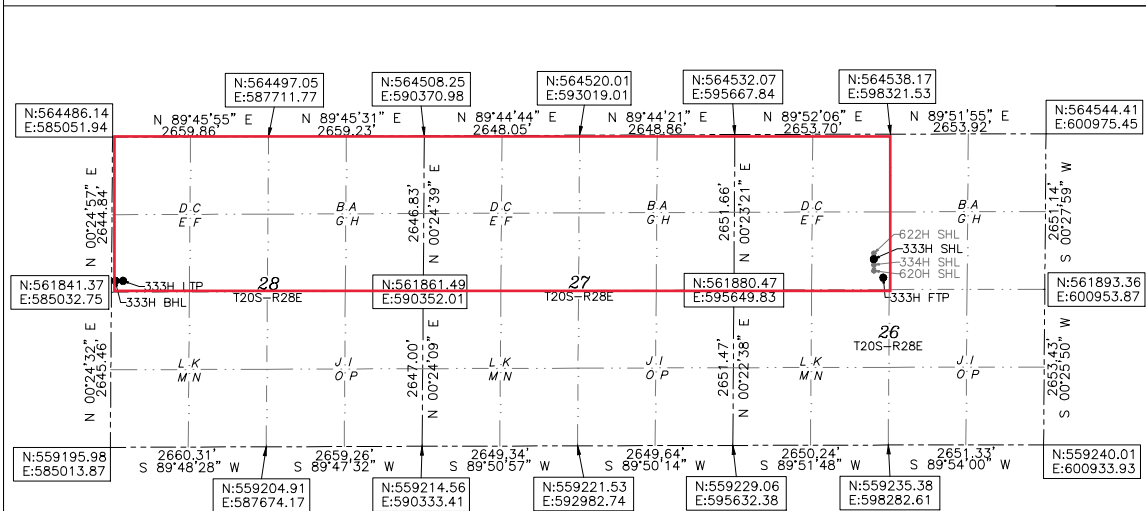 N:564497.05
E:587711.77
N:564508.25
E:590370.98
N:564520.01
E:593019.01
N:564532.07
E:595667.84
N:564538.17
E:598321.53
N:564486.14
E:585051.94
N 89°45'55" E
2659.86'
N 89°45'31" E
2659.23'
N 89°44'44" E
2648.05'
N 89°44'21" E
2648.86'
N 89°52'06" E
2653.70'
N 89°51'55" E
2653.92'
N:564544.41
E:600975.45
N 00°24'57" E
2644.84'
N 00°24'39" E
2646.83'
N 00°23'21" E
2651.66'
S 00°27'59" W
2651.14'
D C
E F
B A
G H
D C
E F
B A
G H
D C
E F
B A
G H
622H SHL
333H SHL
334H SHL
620H SHL
333H FTP
333H LTP
333H BHL
N:561841.37
E:585032.75
28
T20S-R28E
N:561861.49
E:590352.01
27
T20S-R28E
N:561880.47
E:595649.83
N:561893.36
E:600953.87
26
T20S-R28E
N 00°24'32" E
2645.46'
N 00°24'09" E
2647.00'
N 00°22'38" E
2651.47'
S 00°25'50" W
2653.43'
L K
M N
J I
O P
L K
M N
J I
O P
L K
M N
J I
O P
N:559195.98
E:585013.87
2660.31'
S 89°48'28" W
2659.26'
S 89°47'32" W
2649.34'
S 89°50'57" W
2649.64'
S 89°50'14" W
2650.24'
S 89°51'48" W
2651.33'
S 89°54'00" W
N:559240.01
E:600933.93
N:559204.91
E:587674.17
N:559214.56
E:590333.41
N:559221.53
E:592982.74
N:559229.06
E:595632.38
N:559235.38
E:598282.61